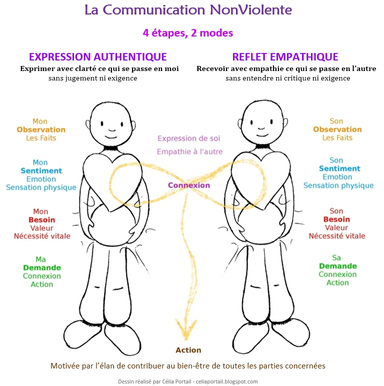 La Communication NonViolente
4 étapes, 2 modes
EXPRESSION AUTHENTIQUE
Exprimer avec clarté ce qui se passe en moi
sans jugement ni exigence
REFLET EMPATHIQUE
Recevoir avec empathie ce qui se passe en l'autre
sans entendre ni critique ni exigence
Mon
Observation
Les Faits
Mon
Sentiment
Emotion
Sensation physique
Mon
Besoin
Valeur
Nécessité vitale
Ma
Demande
Connexion
Action
Expression de soi
Empathie à l'autre
Connexion
Son
Observation
Les Faits
Son
Sentiment
Emotion
Sensation physique
Son
Besoin
Valeur
Nécessité vitale
Sa
Demande
Connexion
Action
Action
Motivée par l'élan de contribuer au bien-être de toutes les parties concernées
Dessin réalisé par Célia Portail - celiaportail.blogspot.com